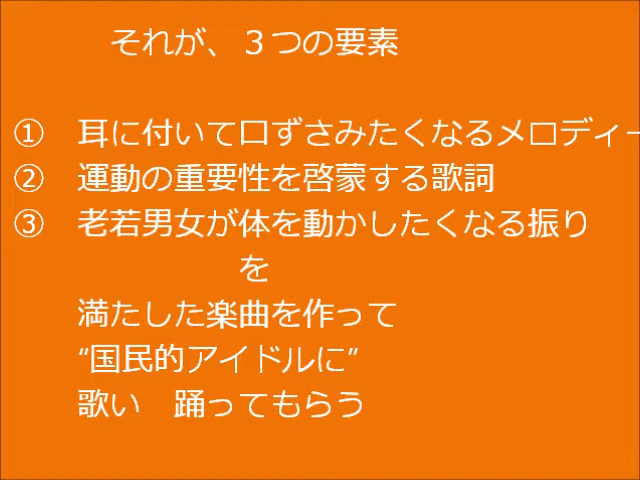 それが、３つの要素
①　耳に付いて口ずさみたくなるメロディー
②　運動の重要性を啓蒙する歌詞
③　老若男女が体を動かしたくなる振り
を
満たした楽曲を作って
“国民的アイドルに”
歌い　踊ってもらう